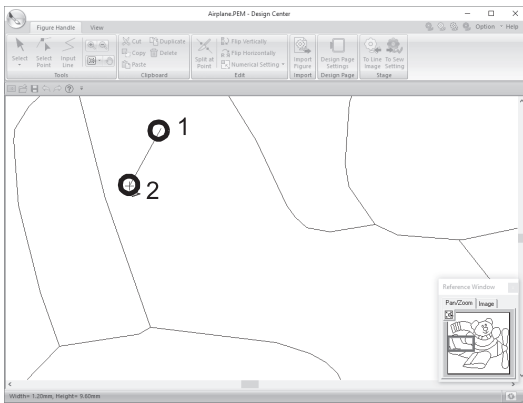 Airplane.PEM - Design Center
Figure Handle View Option Help
Select
Select Point
Input Line
Tools
Cut
Copy
Paste
Duplicate
Delete
Clipboard
Split at Point
Flip Vertically
Flip Horizontally
Numerical Setting
Edit
Import Figure
Import
Design Page Settings
Design Page
To Line Image
To Sew Setting
Stage
1
2
Reference Window
Pan/Zoom Image
Width= 1.20mm, Height= 9.60mm